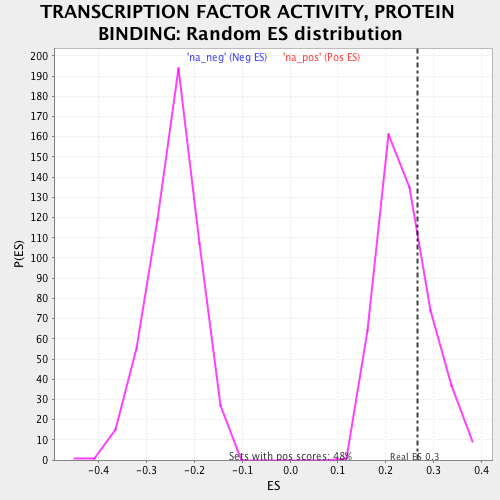 TRANSCRIPTION FACTOR ACTIVITY, PROTEIN
BINDING: Random ES distribution
'na_neg' (Neg ES) 'na_pos' (Pos ES)
200
190
180
170
160
150
140
130
120
110
100
90
80
70
60
50
40
30
20
10
0
P(ES)
Sets with pos scores: 48%
Real ES 0.3
-0.4 -0.3 -0.2 -0.1 0.0 0.1 0.2 0.3 0.4
ES